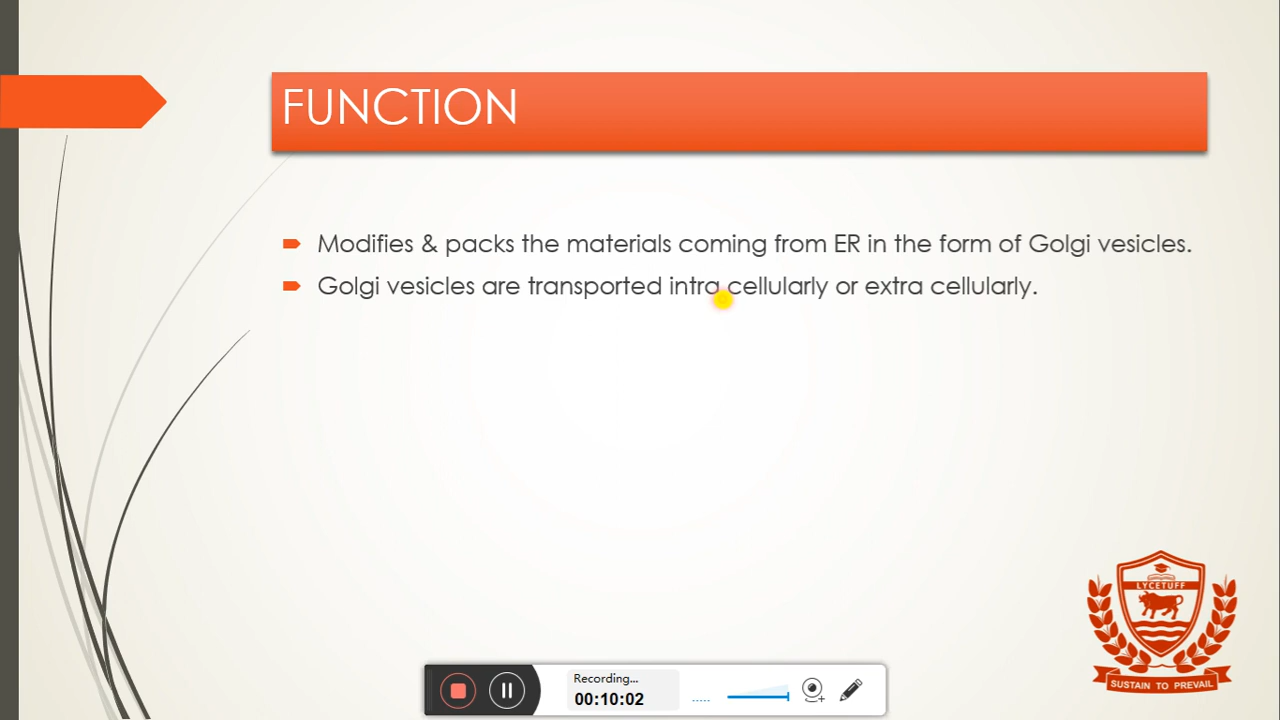 FUNCTION
Modifies & packs the materials coming from ER in the form of Golgi vesicles.
Golgi vesicles are transported intra cellularly or extra cellularly.
LYCETUFF
SUSTAIN TO PREVAIL
Recording...
00:10:02